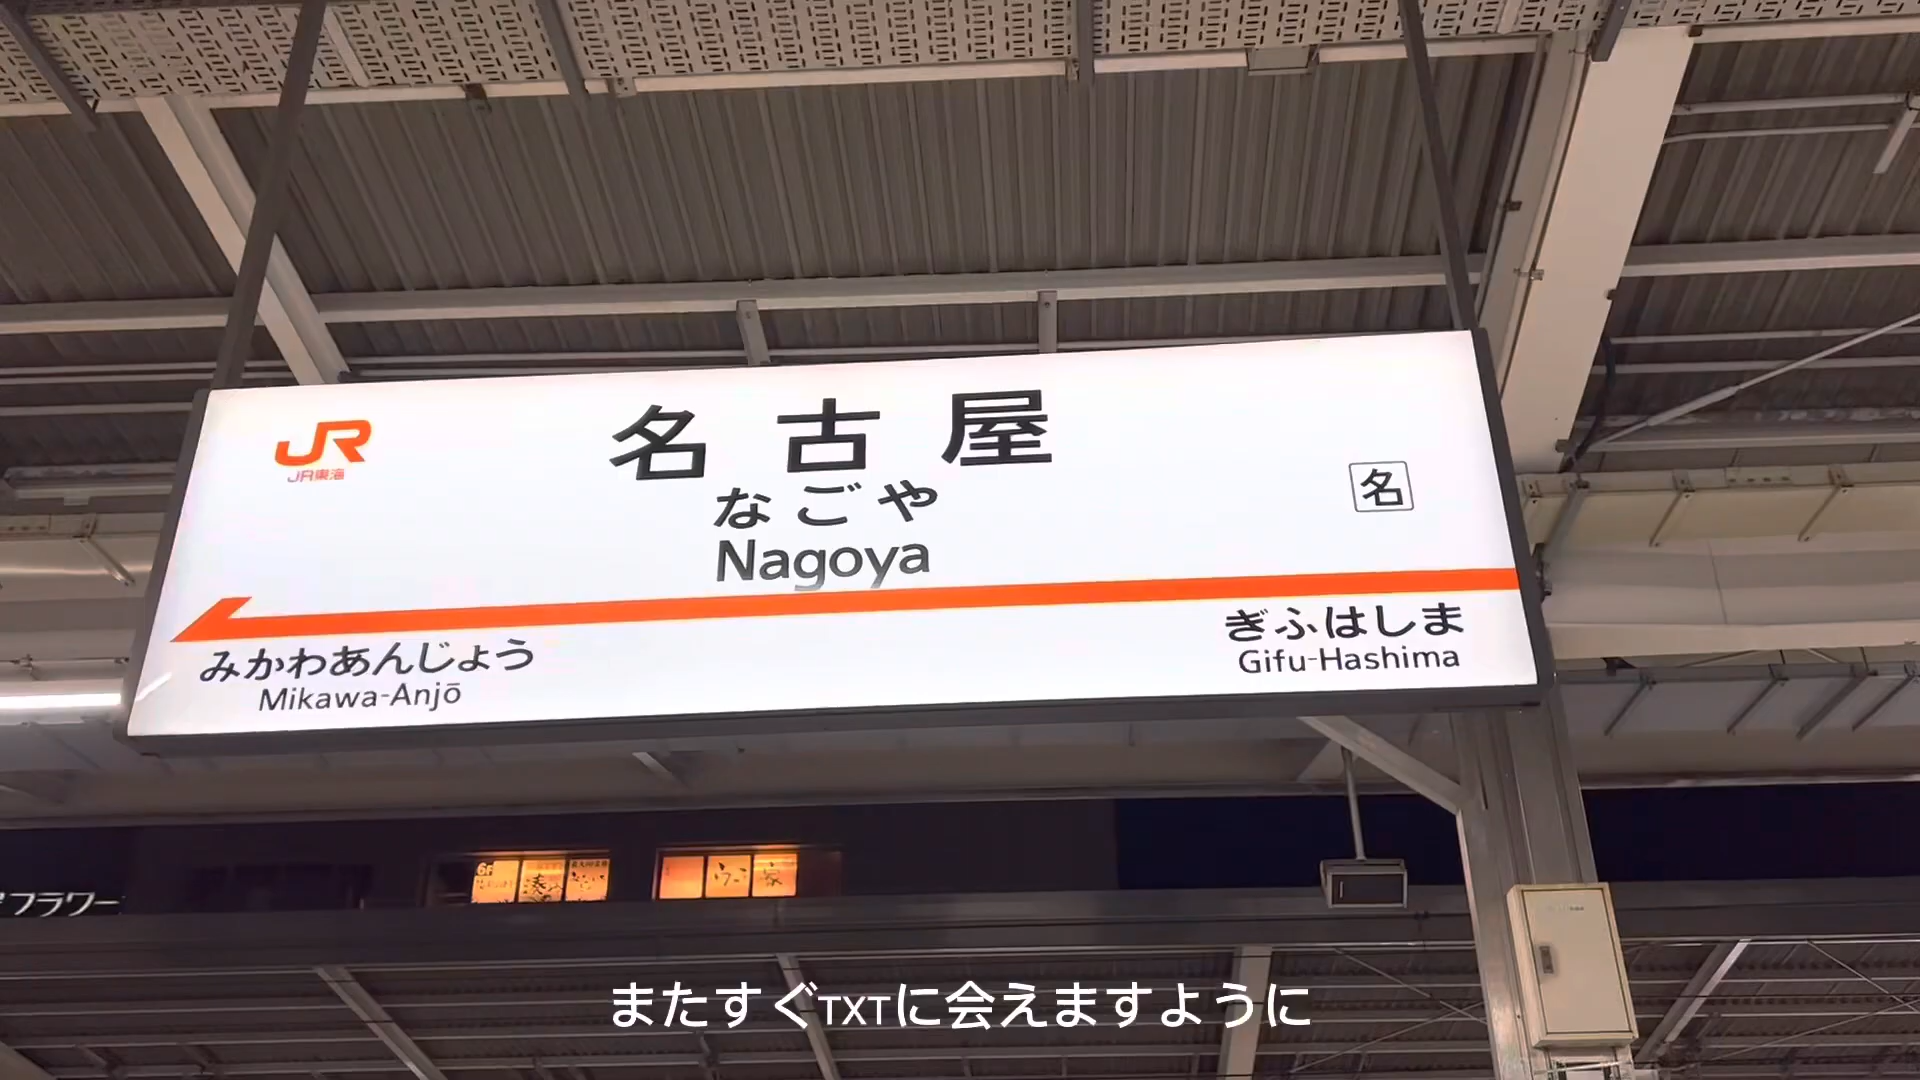 JR
JR東海
名古屋
なごや
Nagoya
名
みかわあんじょう
Mikawa-Anjō
ぎふはしま
Gifu-Hashima
6F
フラワー
またすぐTXTに会えますように